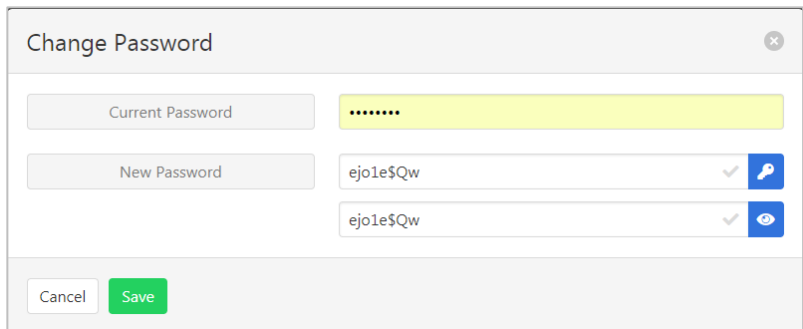 Change Password
Current Password ••••••••
New Password ejo1e$Qw
ejo1e$Qw
Cancel Save